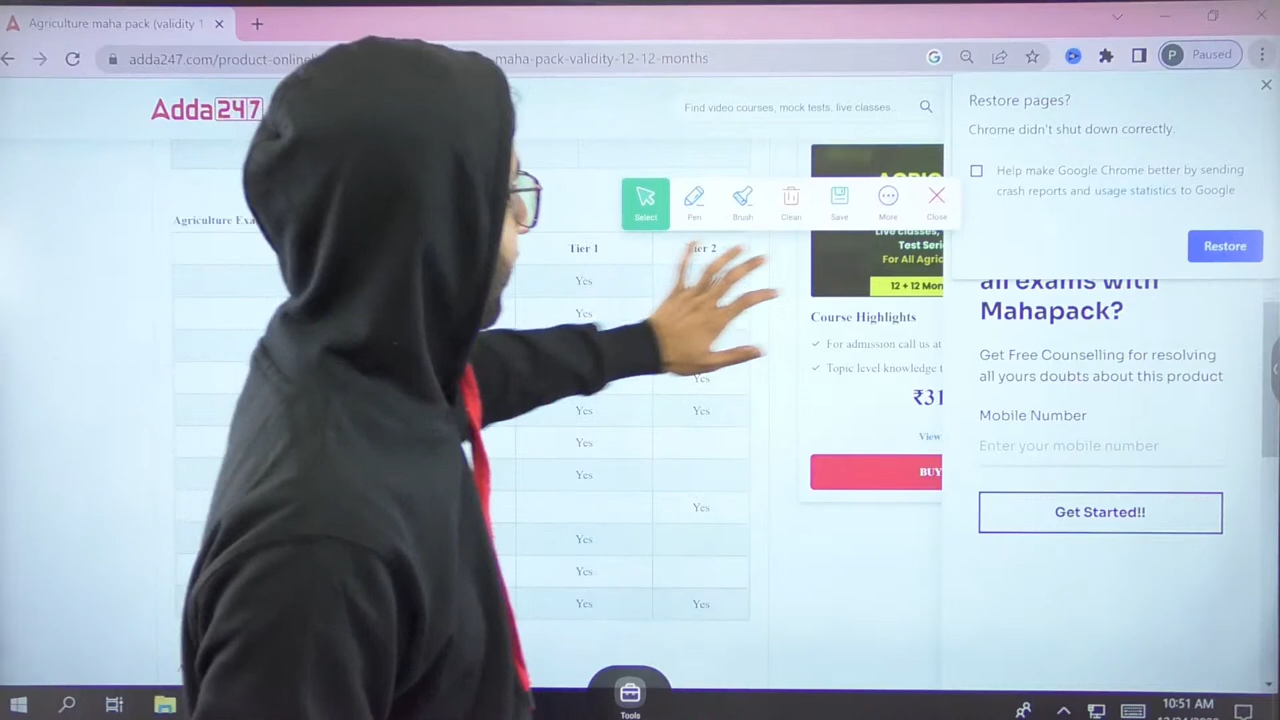 Agriculture maha pack (validity 1
adda247.com/product-onlinel
maha-pack-validity-12-12-months
P
Paused
Adda247
Find video courses, mock tests, live classes..
Restore pages?
Chrome didn't shut down correctly.
Help make Google Chrome better by sending
crash reports and usage statistics to Google
Restore
Select
Pen
Brush
Clean
Save
More
Close
Agriculture Exa
Tier 1
ier 2
Yes
Yes
Yes
Yes
Yes
Yes
Yes
Yes
Yes
Yes
Yes
Yes
Live Classes,
Test Seri
For All Agric
12 + 12 Mon
Course Highlights
For admission call us at
Topic level knowledge t
₹31
View
BUY
all exams with
Mahapack?
Get Free Counselling for resolving
all yours doubts about this product
Mobile Number
Enter your mobile number
Get Started!!
Tools
10:51 AM